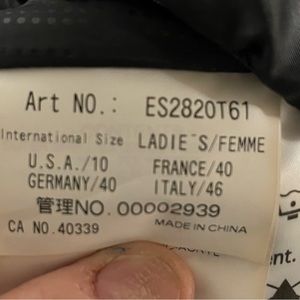 Art NO.: ES2820T61
International Size LADIE`S/FEMME
U.S.A./10 FRANCE/40
GERMANY/40 ITALY/46
管理NO. 00002939
CA NO. 40339 MADE IN CHINA
ent.